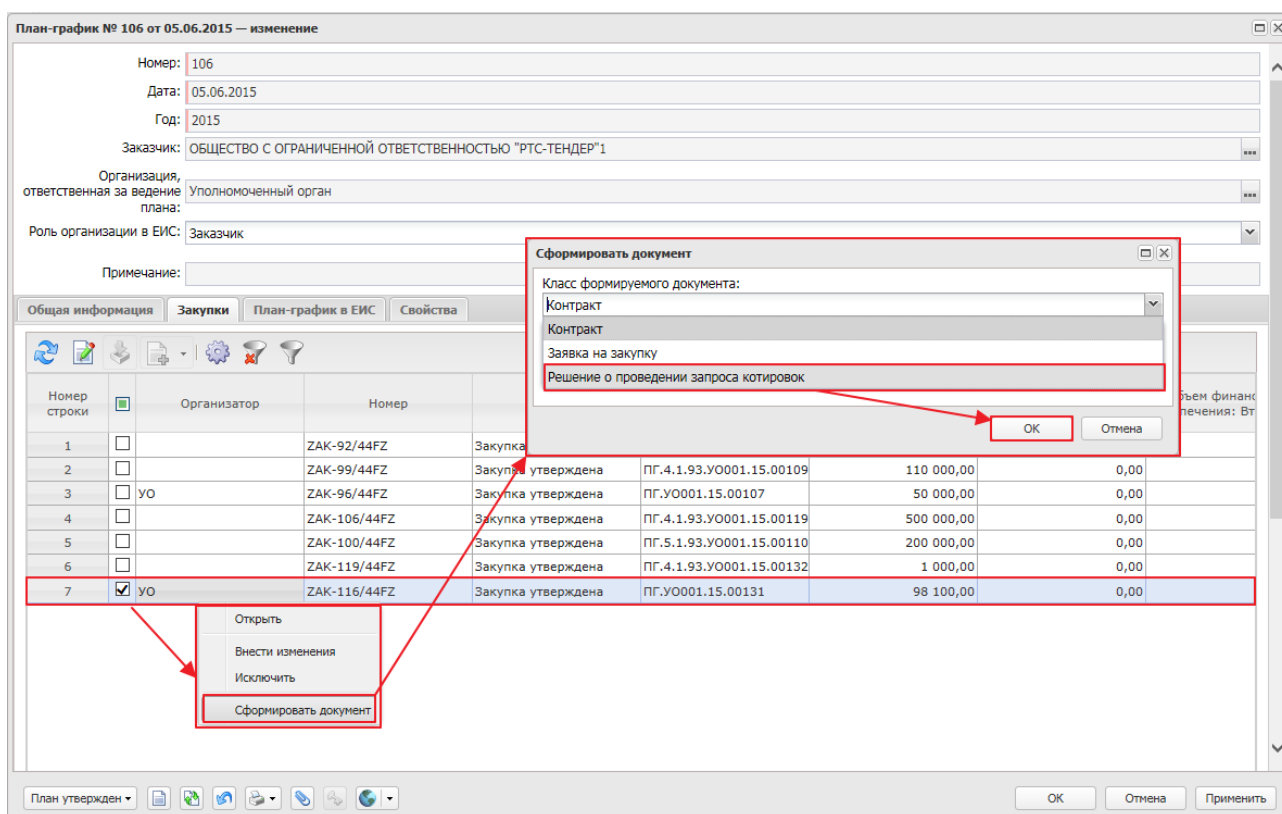 План-график № 106 от 05.06.2015 — изменение
Номер: 106
Дата: 05.06.2015
Год: 2015
Заказчик: ОБЩЕСТВО С ОГРАНИЧЕННОЙ ОТВЕТСТВЕННОСТЬЮ "РТС-ТЕНДЕР"1
Организация,
ответственная за ведение Уполномоченный орган
плана:
Роль организации в ЕИС: Заказчик
Примечание:
Сформировать документ
Класс формируемого документа:
Контракт
Контракт
Заявка на закупку
Решение о проведении запроса котировок
ОК Отмена
Общая информация Закупки План-график в ЕИС Свойства
Номер строки Организатор Номер
ъем финанс
печения: Вт
1 ZAK-92/44FZ Закупка
2 ZAK-99/44FZ Закупка утверждена ПГ.4.1.93.УО001.15.00109 110 000,00 0,00
3 УО ZAK-96/44FZ Закупка утверждена ПГ.УО001.15.00107 50 000,00 0,00
4 ZAK-106/44FZ Закупка утверждена ПГ.4.1.93.УО001.15.00119 500 000,00 0,00
5 ZAK-100/44FZ Закупка утверждена ПГ.5.1.93.УО001.15.00110 200 000,00 0,00
6 ZAK-119/44FZ Закупка утверждена ПГ.4.1.93.УО001.15.00132 1 000,00 0,00
7 УО ZAK-116/44FZ Закупка утверждена ПГ.УО001.15.00131 98 100,00 0,00
Открыть
Внести изменения
Исключить
Сформировать документ
План утвержден ОК Отмена Применить